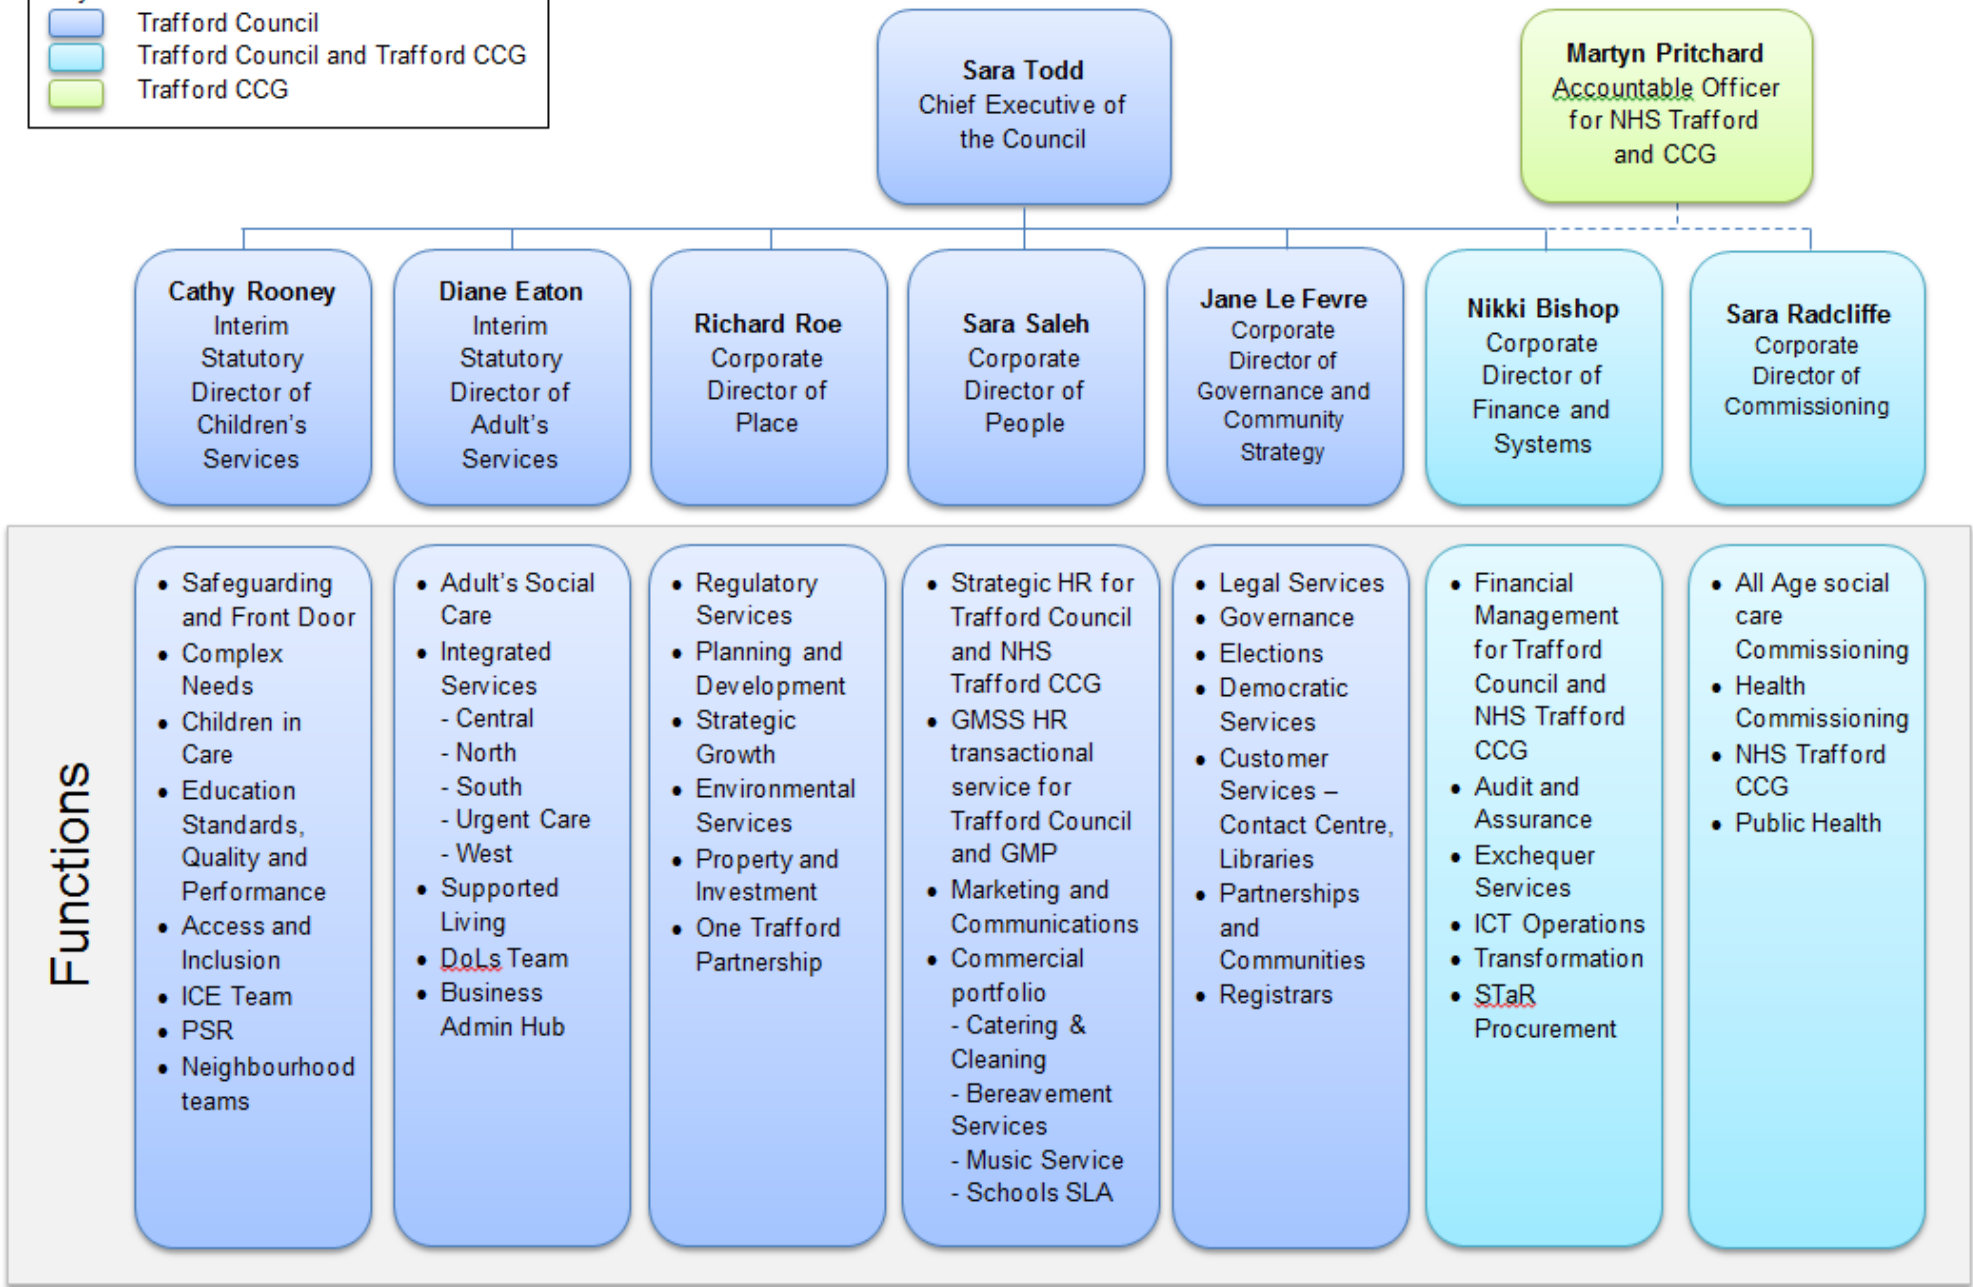 Trafford Council
Trafford Council and Trafford CCG
Trafford CCG
Sara Todd
Chief Executive of
the Council
Martyn Pritchard
Accountable Officer
for NHS Trafford
and CCG
Cathy Rooney
Interim
Statutory
Director of
Children's
Services
Diane Eaton
Interim
Statutory
Director of
Adult's
Services
Richard Roe
Corporate
Director of
Place
Sara Saleh
Corporate
Director of
People
Jane Le Fevre
Corporate
Director of
Governance and
Community
Strategy
Nikki Bishop
Corporate
Director of
Finance and
Systems
Sara Radcliffe
Corporate
Director of
Commissioning
Functions
• Safeguarding
and Front Door
• Complex
Needs
• Children in
Care
• Education
Standards,
Quality and
Performance
• Access and
Inclusion
• ICE Team
• PSR
• Neighbourhood
teams
• Adult's Social
Care
• Integrated
Services
- Central
- North
- South
- Urgent Care
- West
• Supported
Living
• DoLs Team
• Business
Admin Hub
• Regulatory
Services
• Planning and
Development
• Strategic
Growth
• Environmental
Services
• Property and
Investment
• One Trafford
Partnership
• Strategic HR for
Trafford Council
and NHS
Trafford CCG
• GMSS HR
transactional
service for
Trafford Council
and GMP
• Marketing and
Communications
• Commercial
portfolio
- Catering &
Cleaning
- Bereavement
Services
- Music Service
- Schools SLA
• Legal Services
• Governance
• Elections
• Democratic
Services
• Customer
Services –
Contact Centre,
Libraries
• Partnerships
and
Communities
• Registrars
• Financial
Management
for Trafford
Council and
NHS Trafford
CCG
• Audit and
Assurance
• Exchequer
Services
• ICT Operations
• Transformation
• STaR
Procurement
• All Age social
care
Commissioning
• Health
Commissioning
• NHS Trafford
CCG
• Public Health